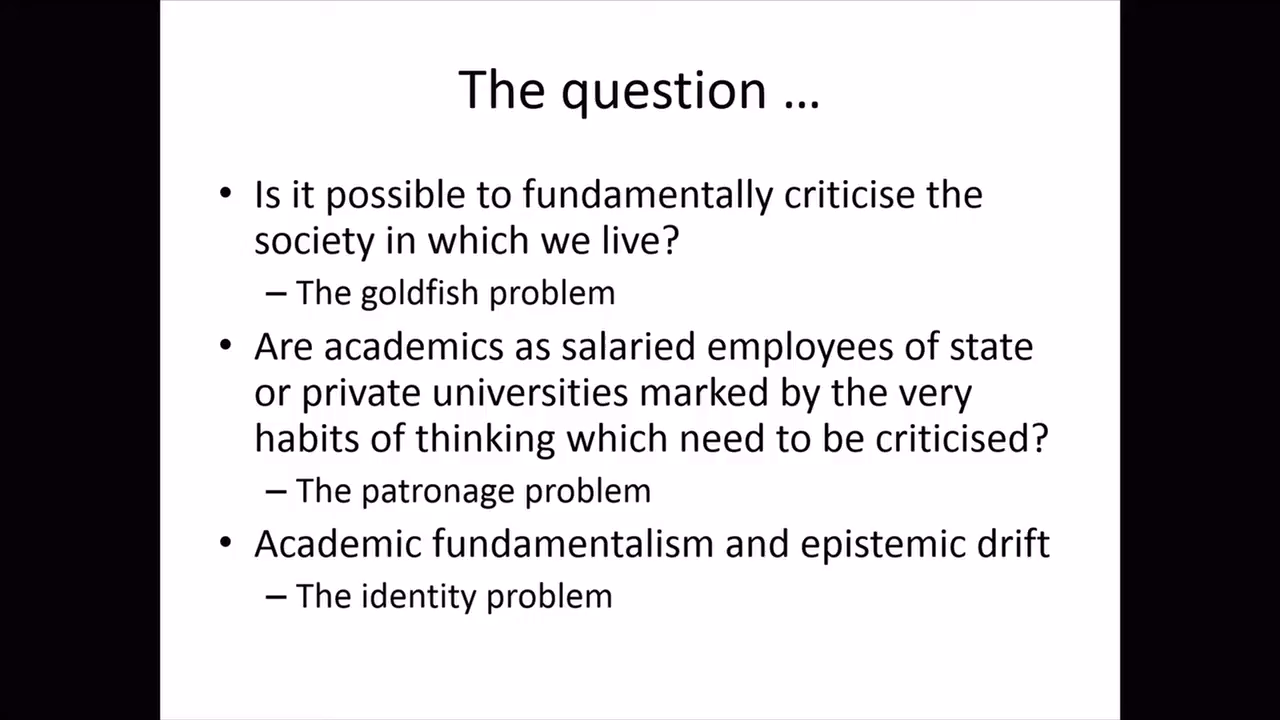 The question ...
• Is it possible to fundamentally criticise the
society in which we live?
– The goldfish problem
• Are academics as salaried employees of state
or private universities marked by the very
habits of thinking which need to be criticised?
– The patronage problem
• Academic fundamentalism and epistemic drift
– The identity problem